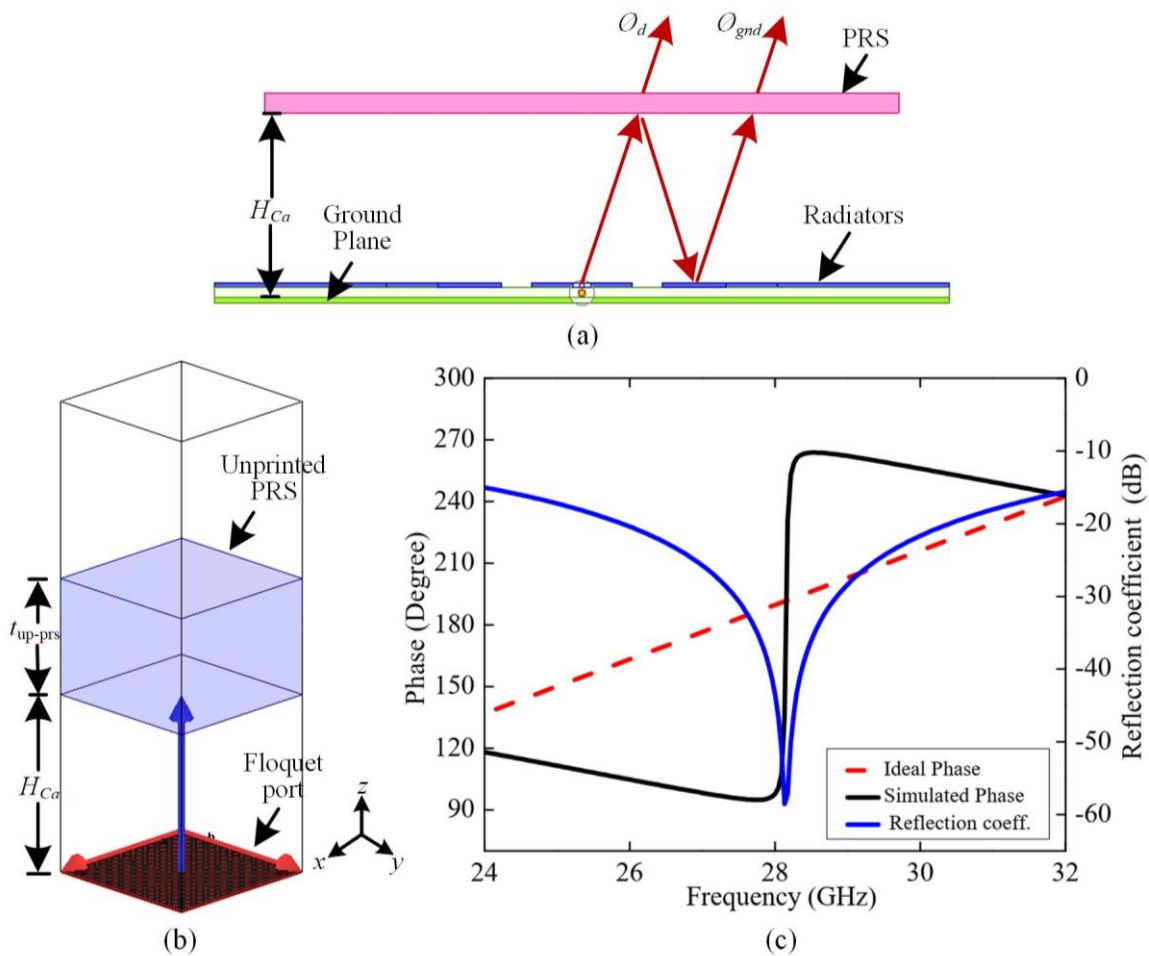 Ød
Øgnd
PRS
HCa
Ground
Plane
Radiators
(a)
Unprinted
PRS
tup-prs
HCa
Floquet
port
z
x
y
(b)
300
270
240
210
180
150
120
90
Phase (Degree)
0
-10
-20
-30
-40
-50
-60
Reflection coefficient (dB)
Ideal Phase
Simulated Phase
Reflection coeff.
24
26
28
30
32
Frequency (GHz)
(c)